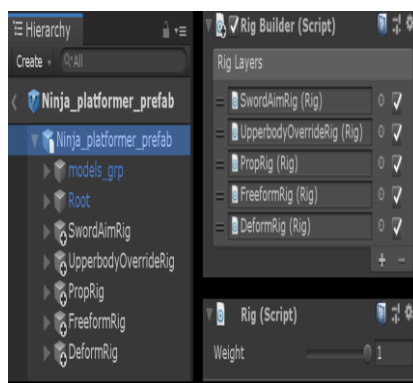 Hierarchy
Create
All
Ninja_platformer_prefab
Ninja_platformer_prefab
models_grp
Root
SwordAimRig
UpperbodyOverrideRig
PropRig
FreeformRig
DeformRig
Rig Builder (Script)
Rig Layers
SwordAimRig (Rig)
UpperbodyOverrideRig (Rig)
PropRig (Rig)
FreeformRig (Rig)
DeformRig (Rig)
+ −
Rig (Script)
Weight 1